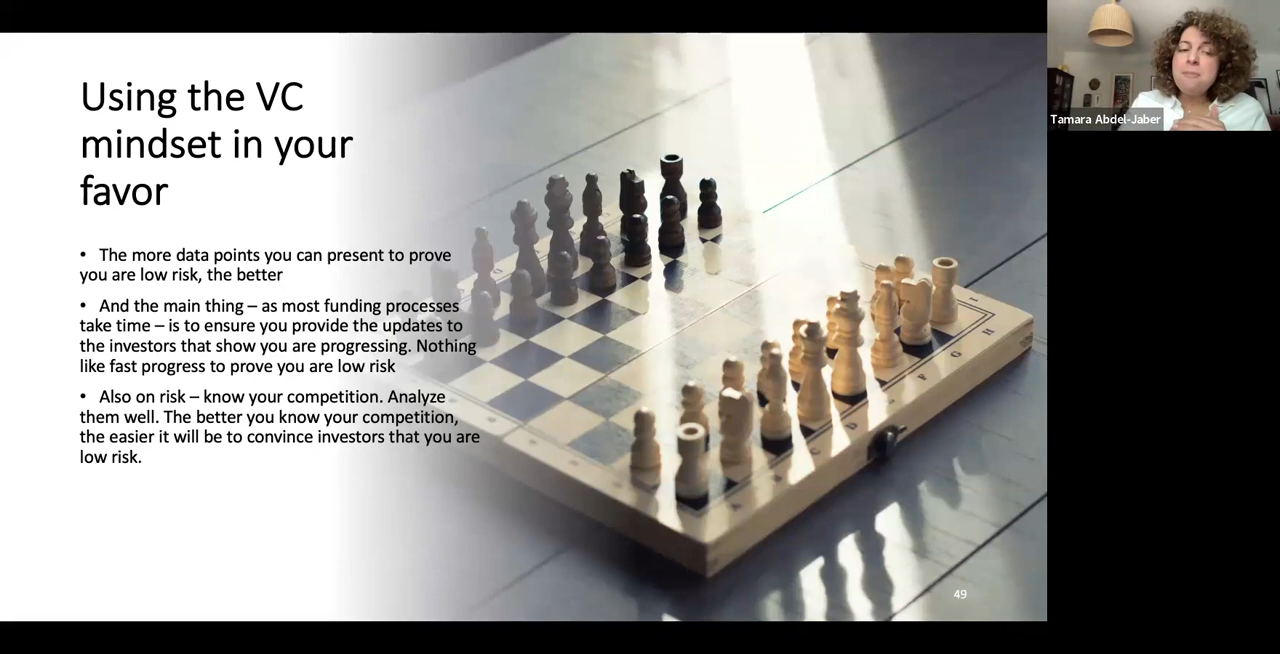 Using the VC
mindset in your
favor
• The more data points you can present to prove
you are low risk, the better
• And the main thing – as most funding processes
take time – is to ensure you provide the updates to
the investors that show you are progressing. Nothing
like fast progress to prove you are low risk
• Also on risk – know your competition. Analyze
them well. The better you know your competition,
the easier it will be to convince investors that you are
low risk.
49
Tamara Abdel-Jaber